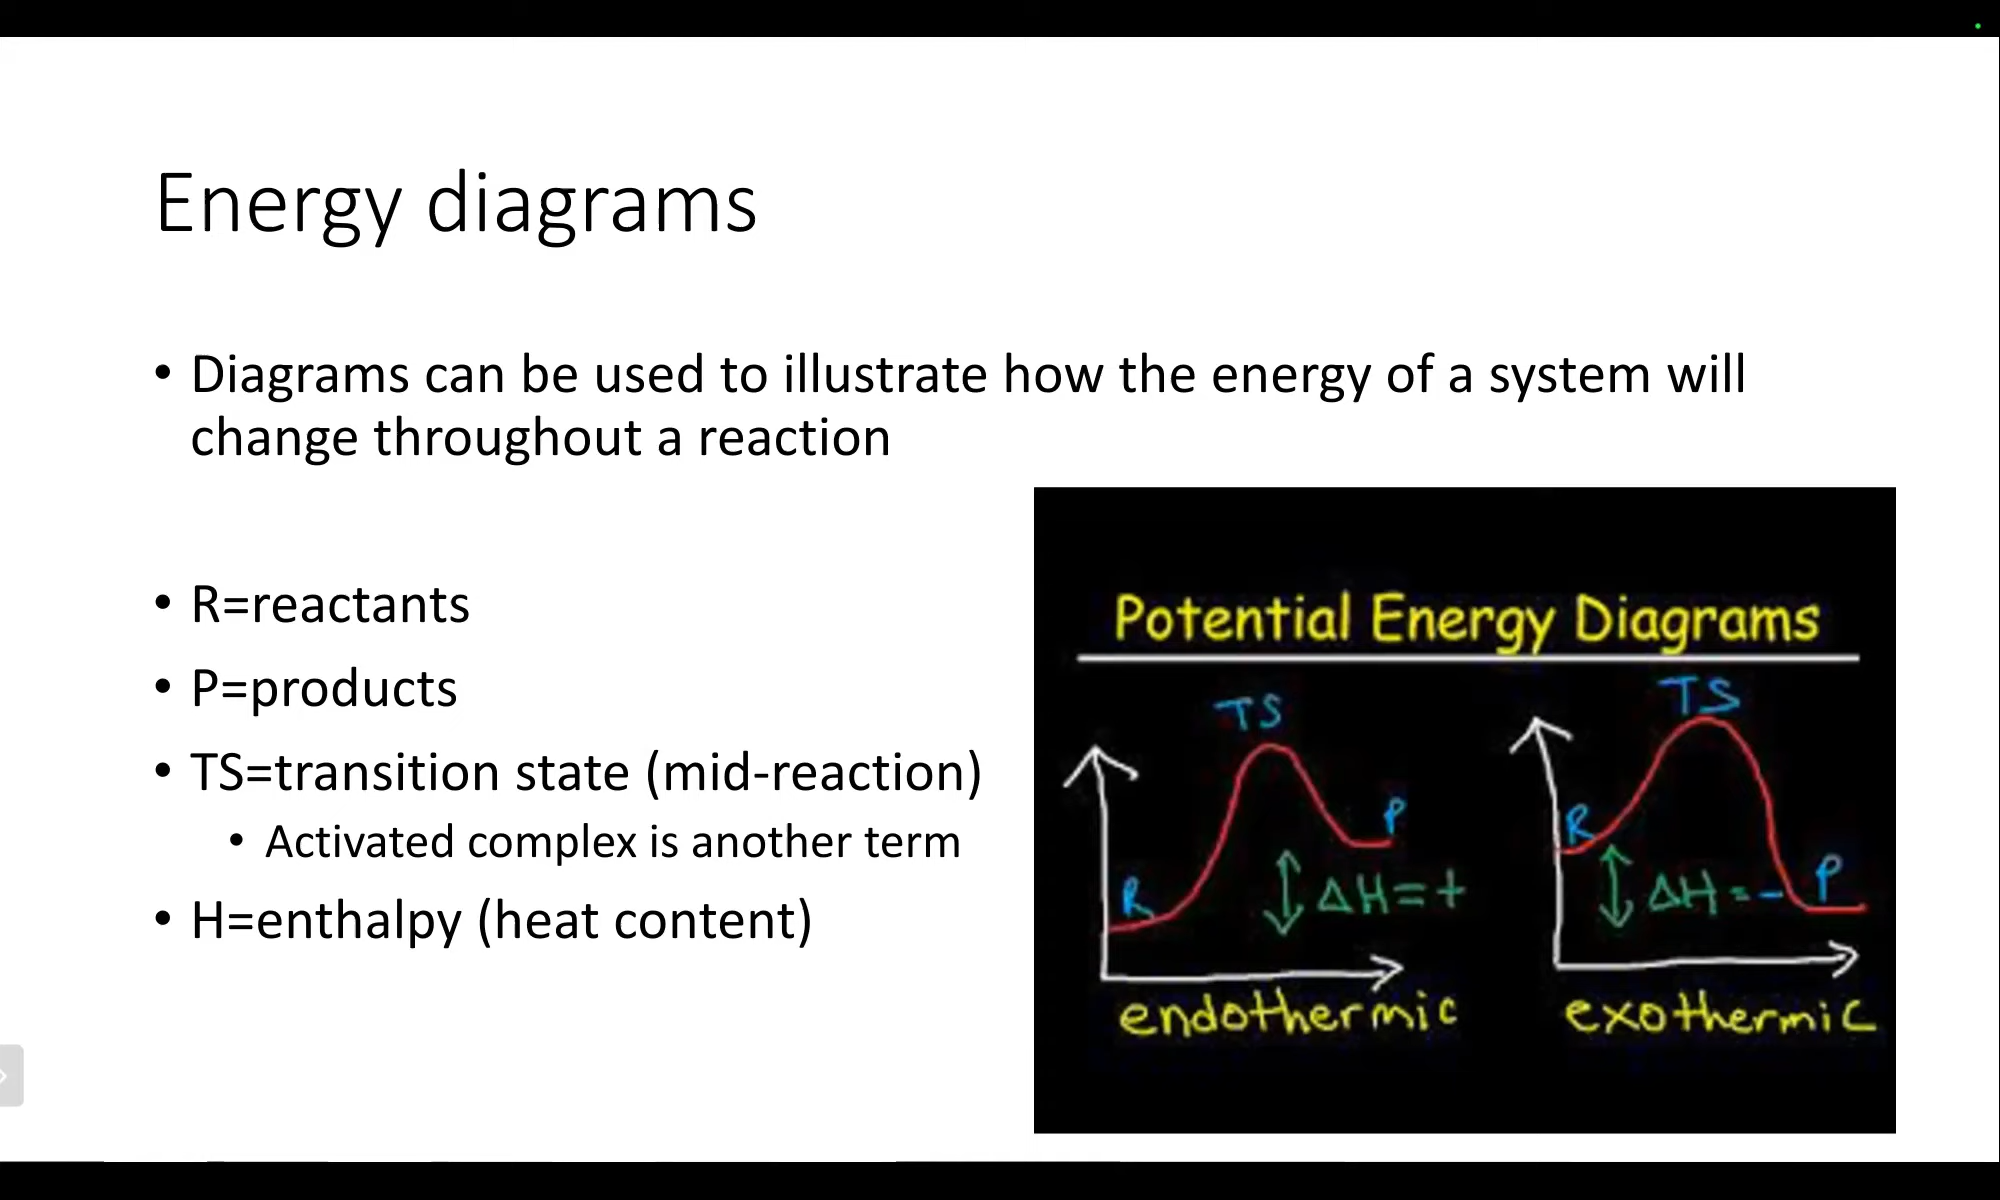 Energy diagrams
• Diagrams can be used to illustrate how the energy of a system will
change throughout a reaction
• R=reactants
• P=products
• TS=transition state (mid-reaction)
• Activated complex is another term
• H=enthalpy (heat content)
Potential Energy Diagrams
TS
R
P
ΔH=+
endothermic
TS
R
P
ΔH=-
exothermic